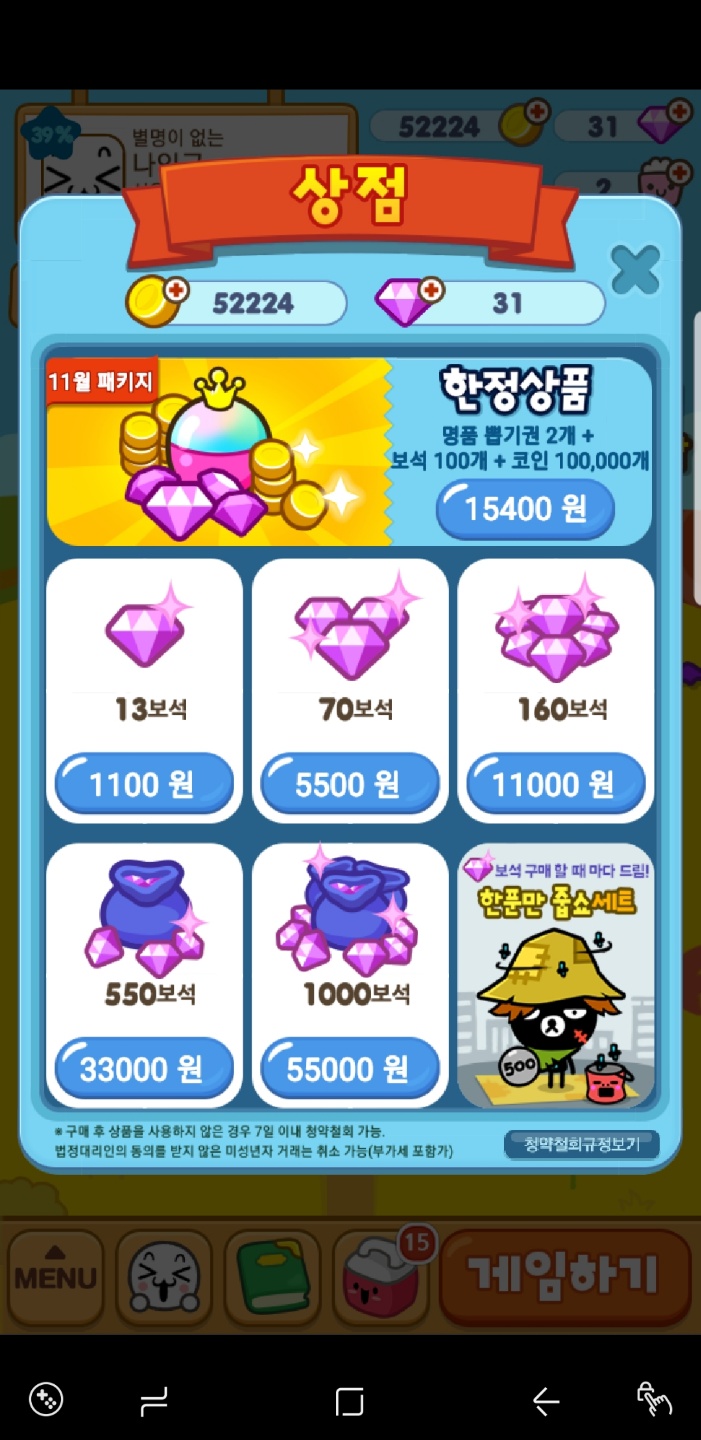 39%
별명이 없는
52224
31
2
상점
52224
31
11월 패키지
한정상품
명품 뽑기권 2개 +
보석 100개 + 코인 100,000개
15400 원
13보석
70보석
160보석
1100 원
5500 원
11000 원
550보석
1000보석
33000 원
55000 원
보석 구매 할 때 마다 드림!
한푼만 줍쇼세트
500
* 구매 후 상품을 사용하지 않은 경우 7일 이내 청약철회 가능.
법정대리인의 동의를 받지 않은 미성년자 거래는 취소 가능(부가세 포함가)
청약철회규정보기
MENU
15
게임하기